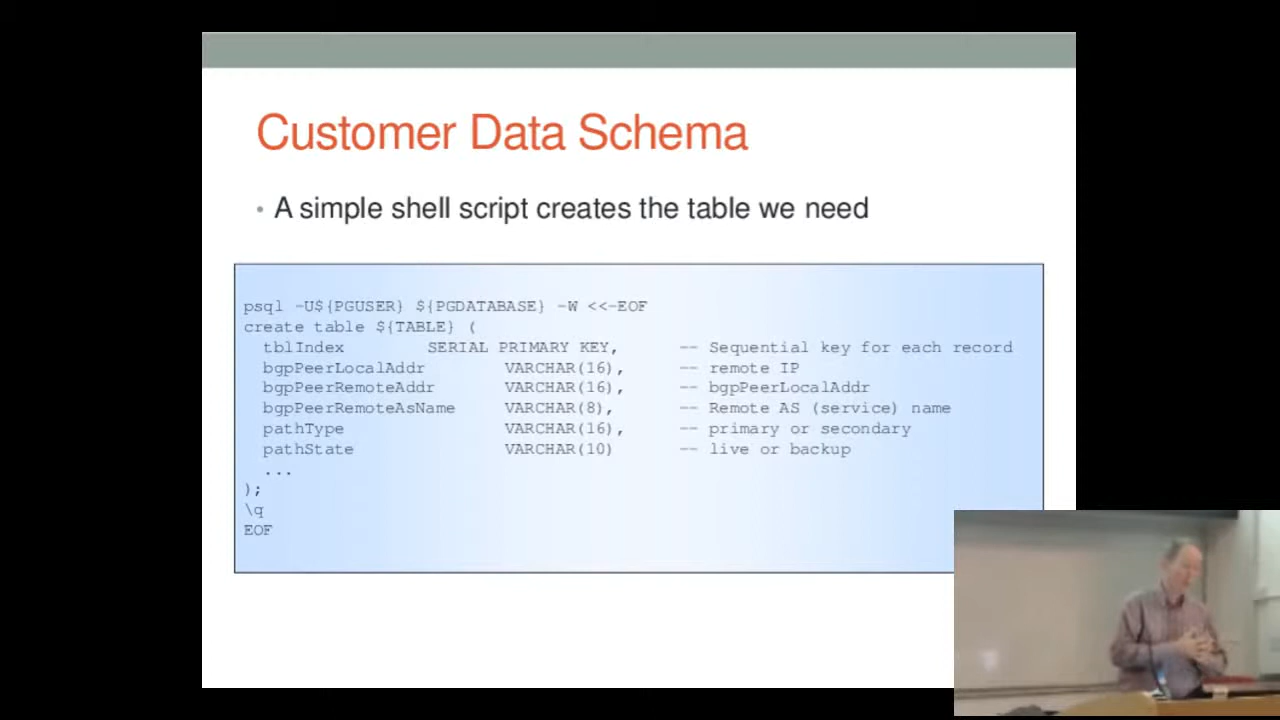 Customer Data Schema
• A simple shell script creates the table we need
psql -U${PGUSER} ${PGDATABASE} -W <<-EOF
create table ${TABLE} (
tblIndex SERIAL PRIMARY KEY, -- Sequential key for each record
bgpPeerLocalAddr VARCHAR(16), -- remote IP
bgpPeerRemoteAddr VARCHAR(16), -- bgpPeerLocalAddr
bgpPeerRemoteAsName VARCHAR(8), -- Remote AS (service) name
pathType VARCHAR(16), -- primary or secondary
pathState VARCHAR(10) -- live or backup
...
);
\q
EOF